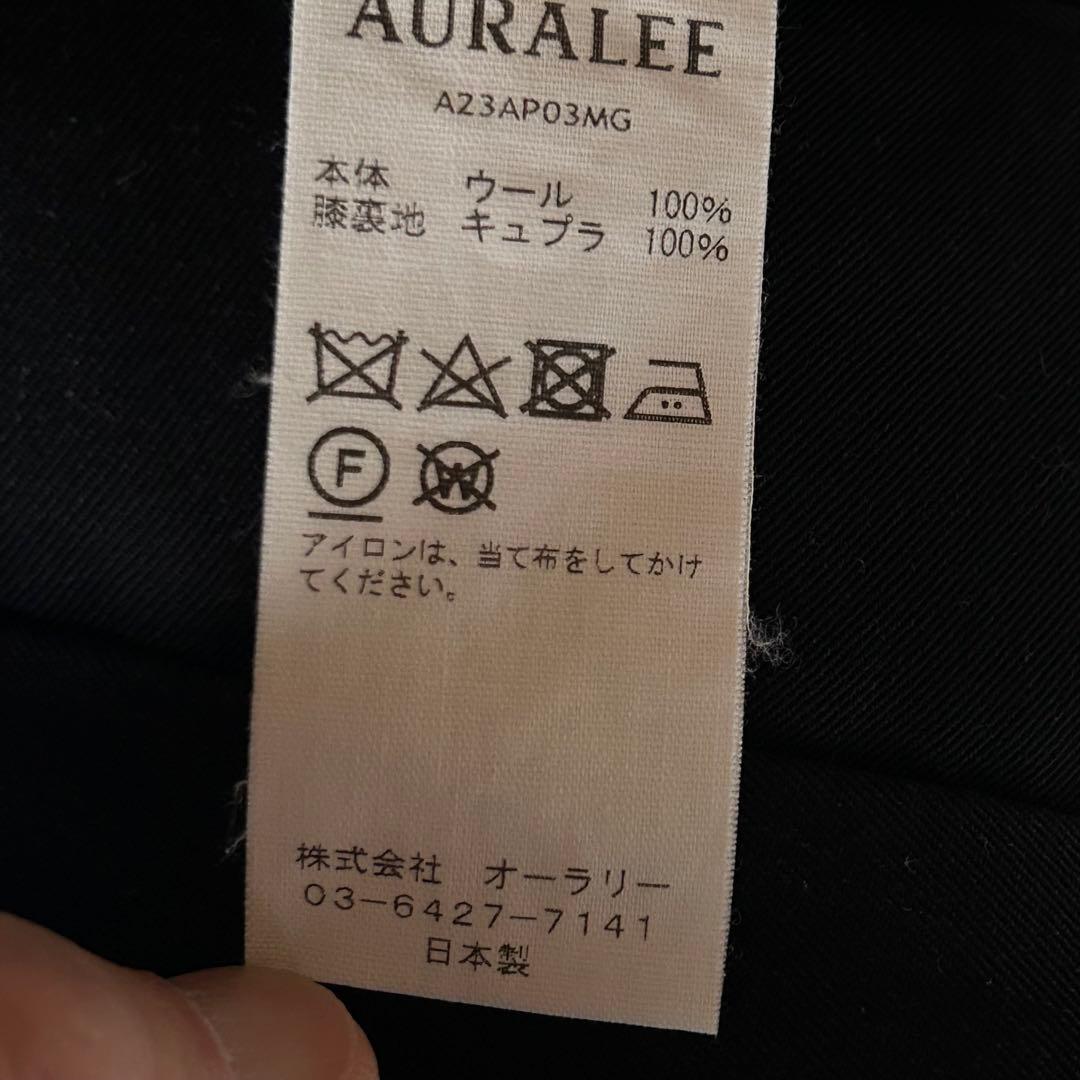 AURALEE
A23AP03MG
本体 ウール 100%
膝裏地 キュプラ 100%
F W
アイロンは、当て布をしてかけ
てください。
株式会社 オーラリー
03-6427-7141
日本製